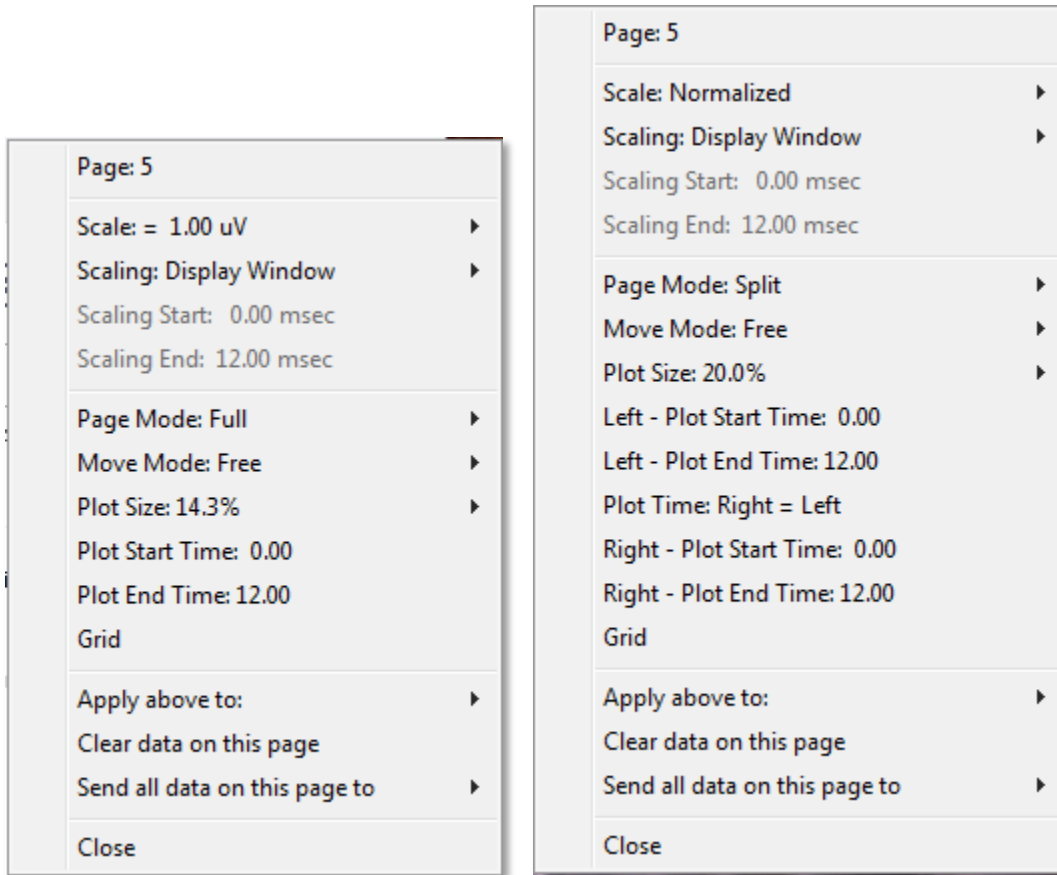 Page: 5
Scale: = 1.00 uV
Scaling: Display Window
Scaling Start: 0.00 msec
Scaling End: 12.00 msec
Page Mode: Full
Move Mode: Free
Plot Size: 14.3%
Plot Start Time: 0.00
Plot End Time: 12.00
Grid
Apply above to:
Clear data on this page
Send all data on this page to
Close
Page: 5
Scale: Normalized
Scaling: Display Window
Scaling Start: 0.00 msec
Scaling End: 12.00 msec
Page Mode: Split
Move Mode: Free
Plot Size: 20.0%
Left - Plot Start Time: 0.00
Left - Plot End Time: 12.00
Plot Time: Right = Left
Right - Plot Start Time: 0.00
Right - Plot End Time: 12.00
Grid
Apply above to:
Clear data on this page
Send all data on this page to
Close